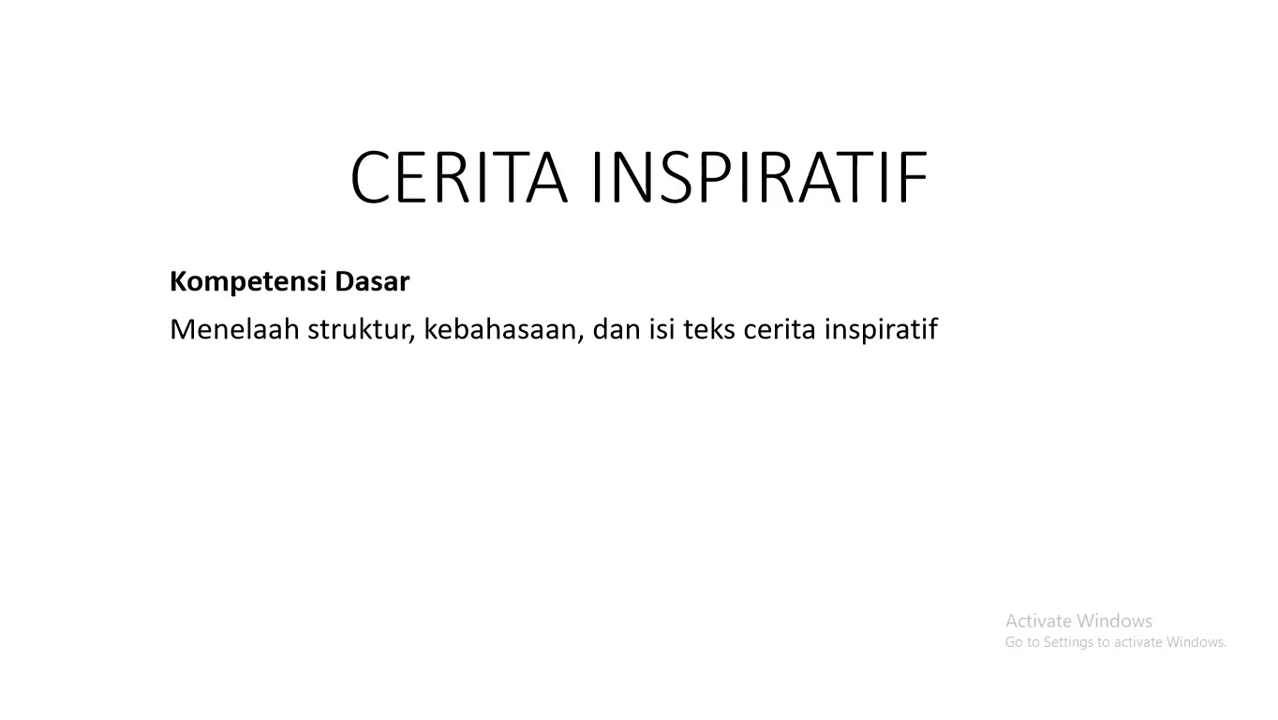 CERITA INSPIRATIF
Kompetensi Dasar
Menelaah struktur, kebahasaan, dan isi teks cerita inspiratif
Activate Windows
Go to Settings to activate Windows.